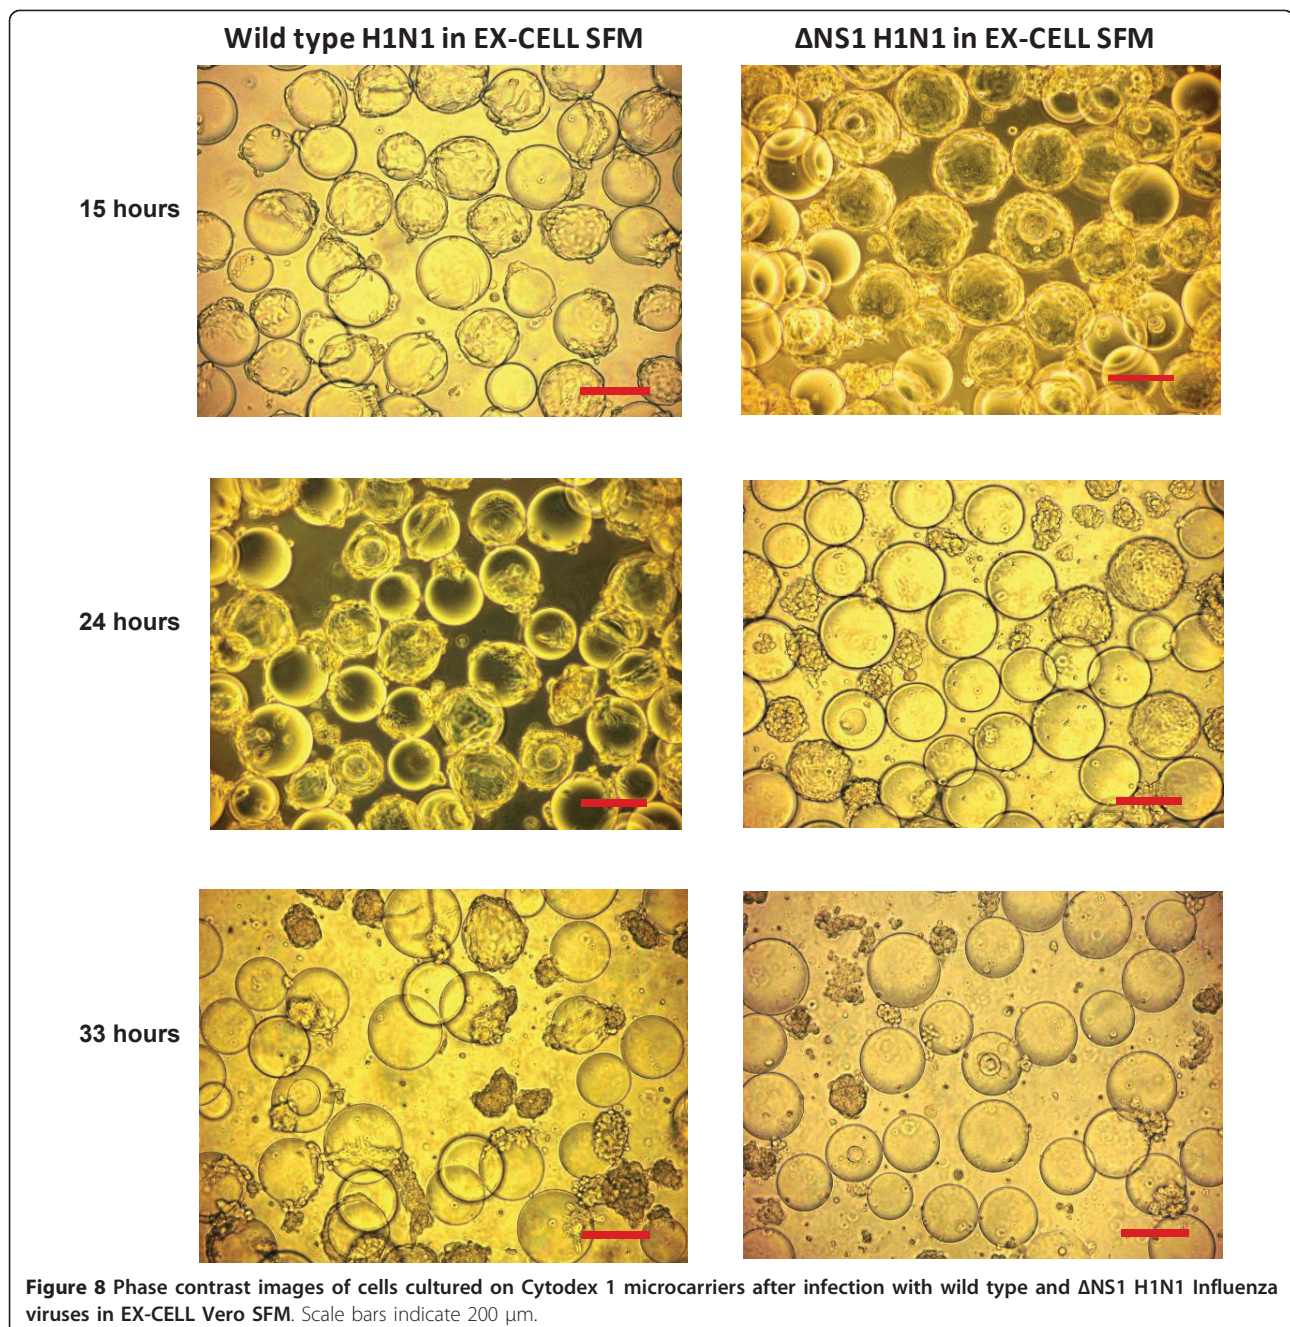 Wild type H1N1 in EX-CELL SFM
ΔNS1 H1N1 in EX-CELL SFM
15 hours
24 hours
33 hours
Figure 8 Phase contrast images of cells cultured on Cytodex 1 microcarriers after infection with wild type and ΔNS1 H1N1 Influenza
viruses in EX-CELL Vero SFM. Scale bars indicate 200 μm.